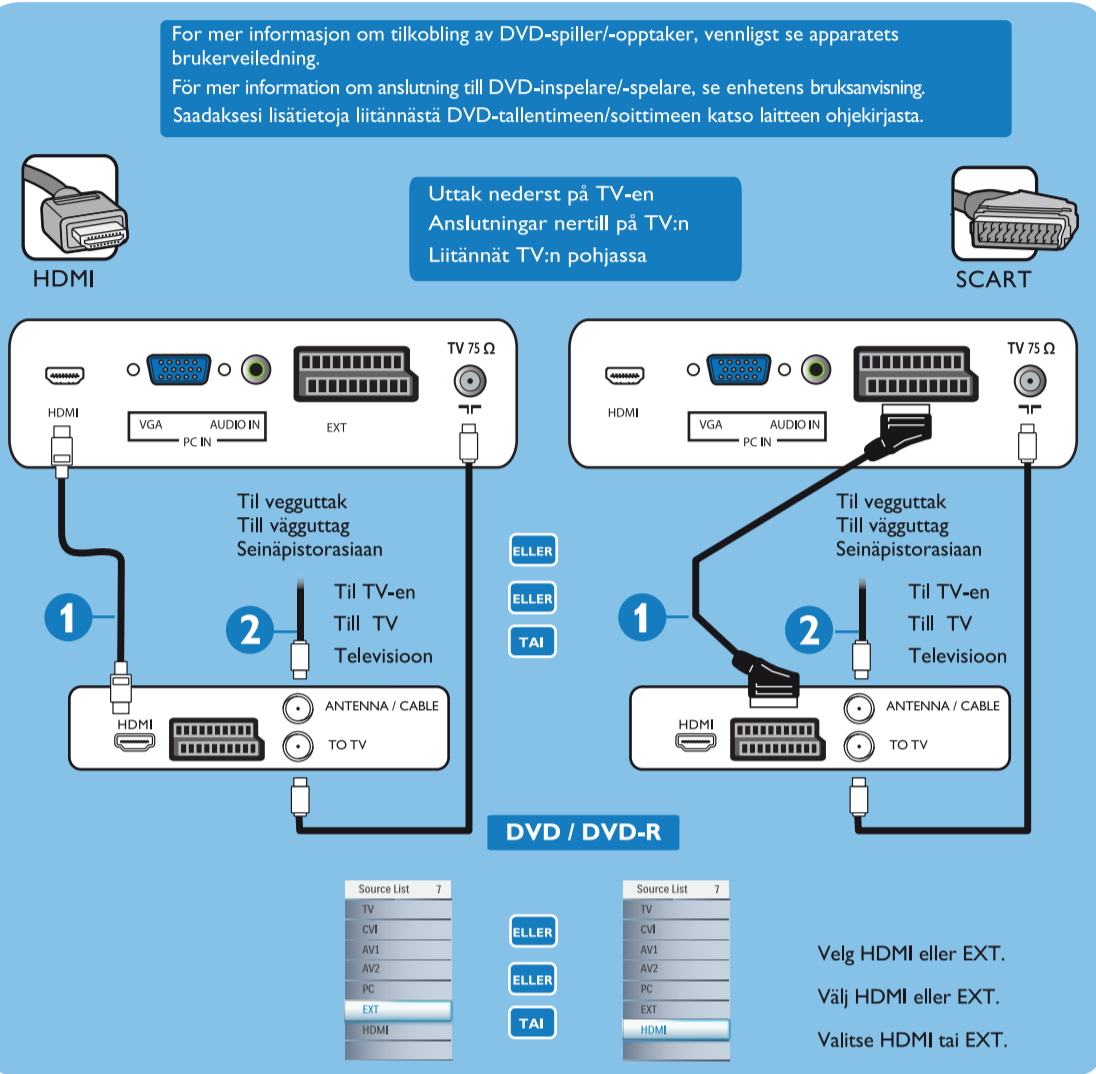 For mer informasjon om tilkobling av DVD-spiller/-opptaker, vennligst se apparatets
brukerveiledning.
För mer information om anslutning till DVD-inspelare/-spelare, se enhetens bruksanvisning.
Saadaksesi lisätietoja liitännästä DVD-tallentimeen/soittimeen katso laitteen ohjekirjasta.
HDMI
Uttak nederst på TV-en
Anslutningar nertill på TV:n
Liitännät TV:n pohjassa
SCART
TV 75 Ω
HDMI
VGA AUDIO IN
PC IN
EXT
TV 75 Ω
HDMI
VGA AUDIO IN
PC IN
Til vegguttak
Till vägguttag
Seinäpistorasiaan
1
2
Til TV-en
Till TV
Televisioon
ELLER
ELLER
TAI
Til vegguttak
Till vägguttag
Seinäpistorasiaan
1
2
Til TV-en
Till TV
Televisioon
HDMI
ANTENNA / CABLE
TO TV
HDMI
ANTENNA / CABLE
TO TV
DVD / DVD-R
Source List 7
TV
CVI
AV1
AV2
PC
EXT
HDMI
ELLER
ELLER
TAI
Source List 7
TV
CVI
AV1
AV2
PC
EXT
HDMI
Velg HDMI eller EXT.
Välj HDMI eller EXT.
Valitse HDMI tai EXT.